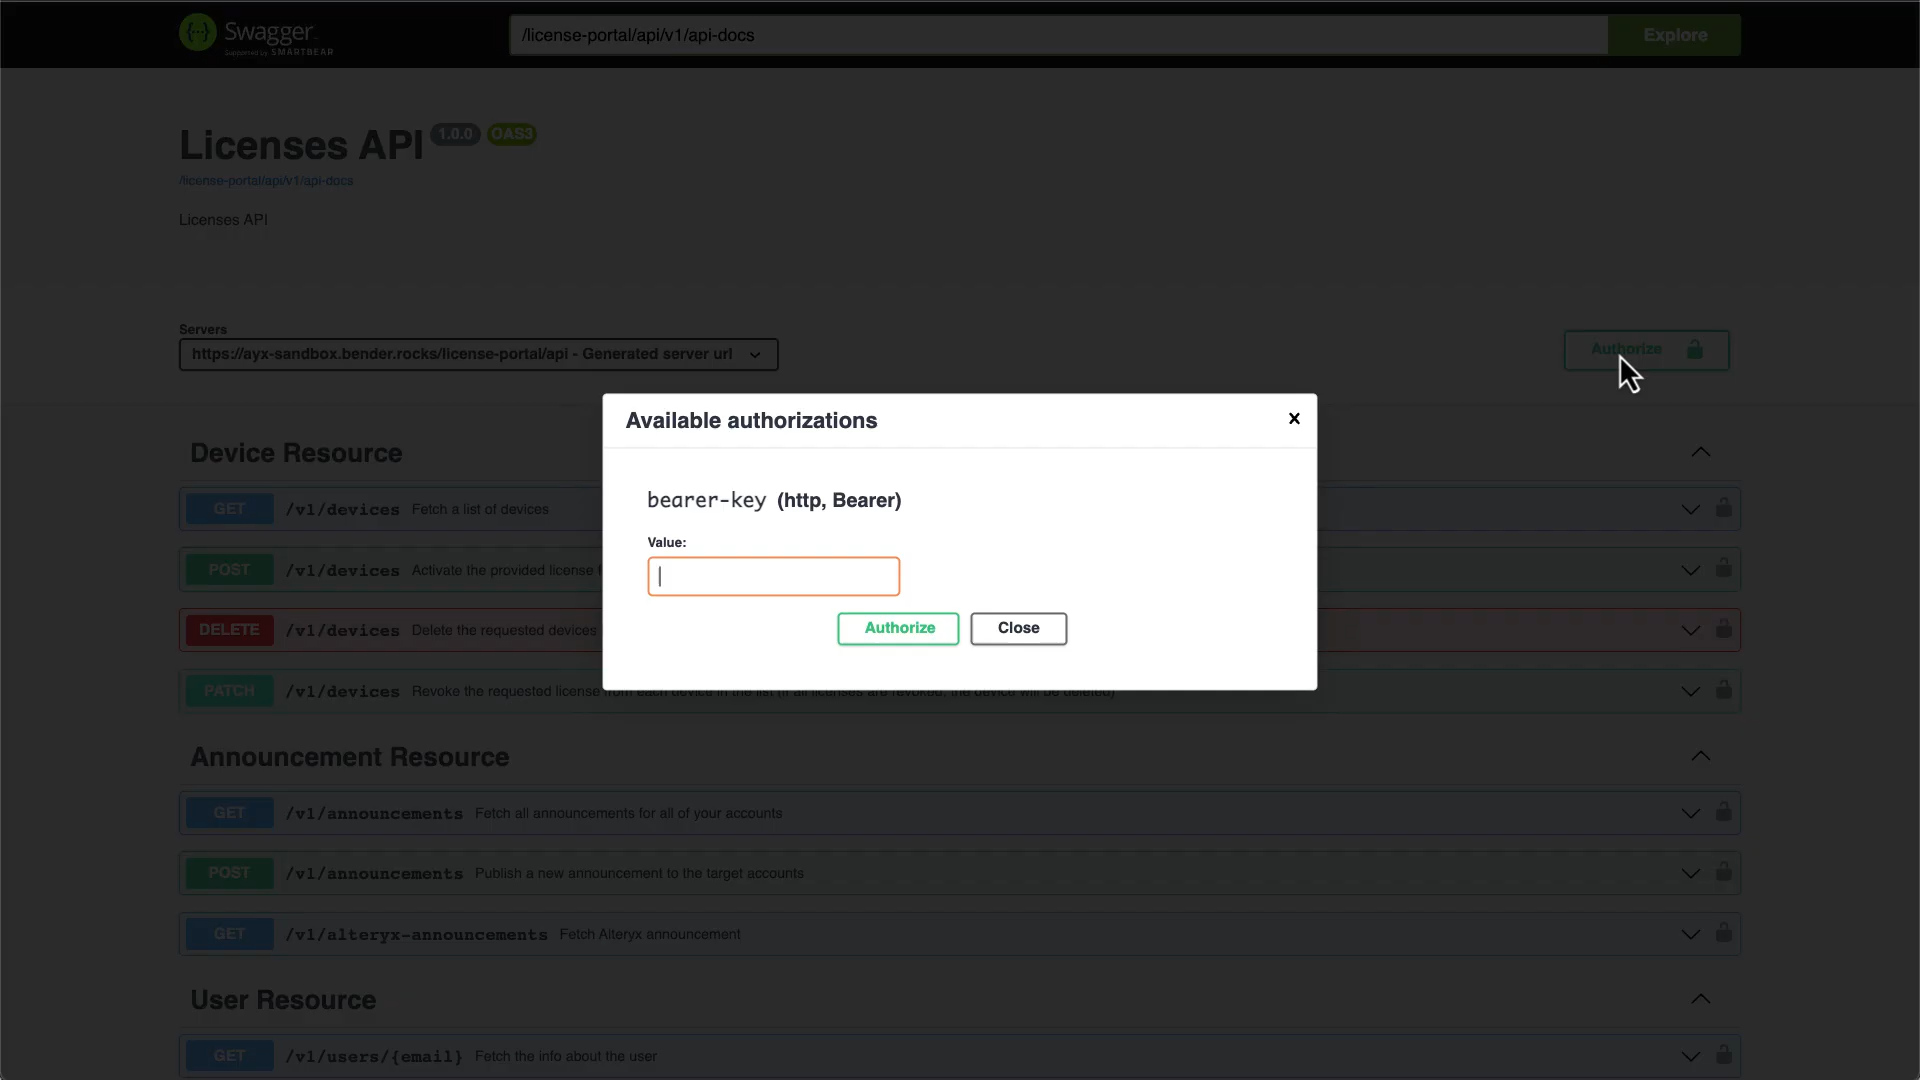 Swagger
Supported by SMARTBEAR
/license-portal/api/v1/api-docs
Explore
Licenses API 1.0.0 OAS3
/license-portal/api/v1/api-docs
Licenses API
Servers
https://ayx-sandbox.bender.rocks/license-portal/api - Generated server url
Authorize
Available authorizations
bearer-key (http, Bearer)
Value:
Authorize
Close
Device Resource
GET /v1/devices Fetch a list of devices
POST /v1/devices Activate the provided license
DELETE /v1/devices Delete the requested devices
PATCH /v1/devices Revoke the requested license from each device in the list (if all licenses are revoked, the device will be deleted)
Announcement Resource
GET /v1/announcements Fetch all announcements for all of your accounts
POST /v1/announcements Publish a new announcement to the target accounts
GET /v1/alteryx-announcements Fetch Alteryx announcement
User Resource
GET /v1/users/{email} Fetch the info about the user